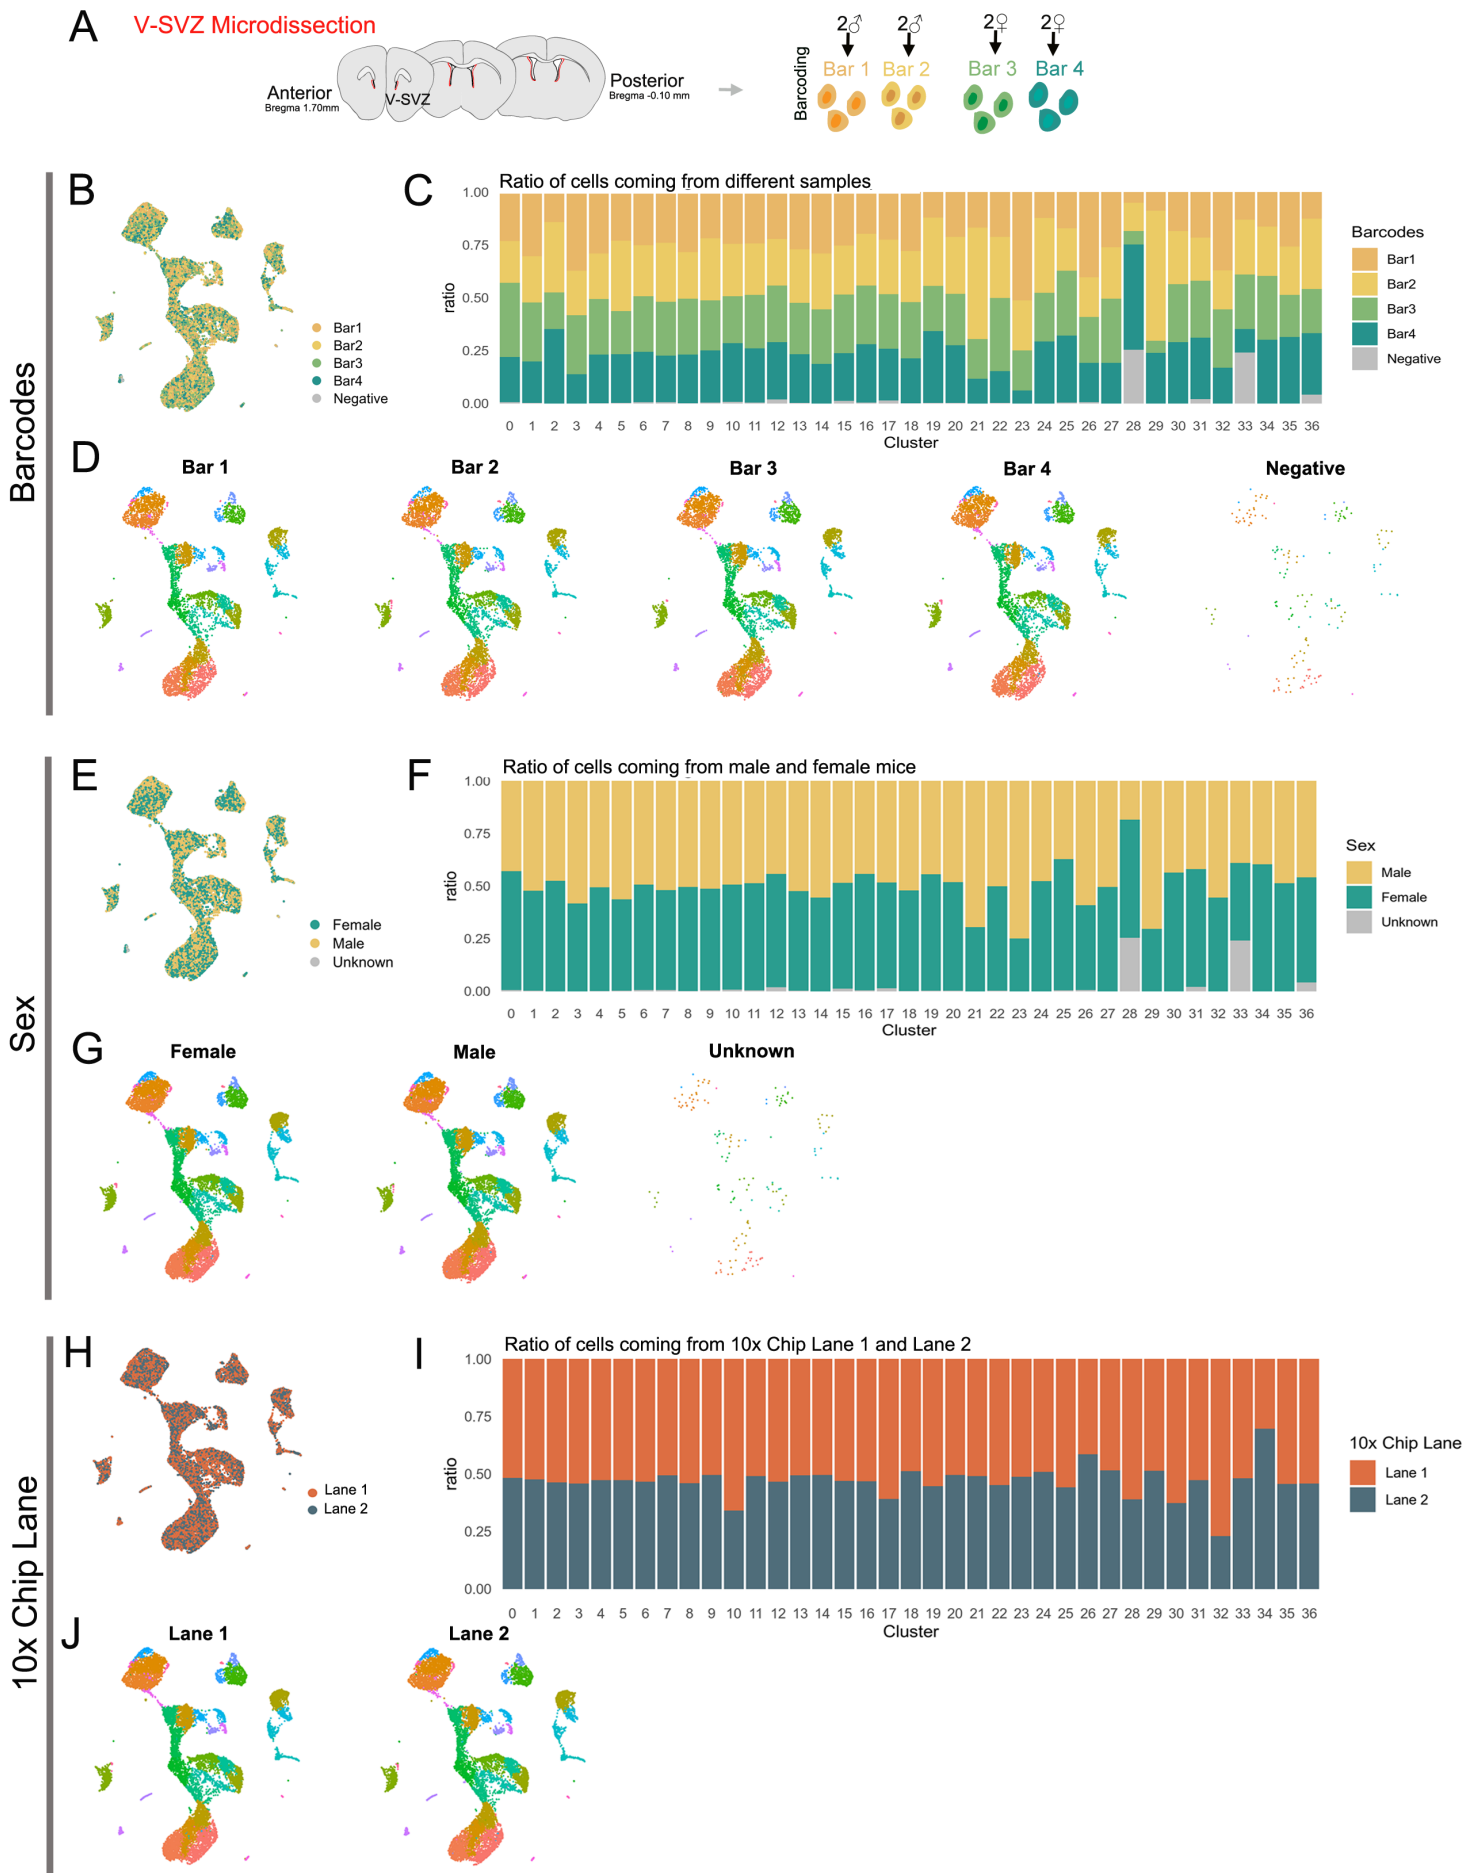 A
V-SVZ Microdissection
Anterior
Bregma 1.70mm
V-SVZ
Posterior
Bregma -0.10 mm
Barcoding
2♂ 2♂ 2♀ 2♀
Bar 1 Bar 2 Bar 3 Bar 4
Barcodes
B
Bar1
Bar2
Bar3
Bar4
Negative
C
Ratio of cells coming from different samples
ratio
1.00
0.75
0.50
0.25
0.00
0 1 2 3 4 5 6 7 8 9 10 11 12 13 14 15 16 17 18 19 20 21 22 23 24 25 26 27 28 29 30 31 32 33 34 35 36
Cluster
Barcodes
Bar1
Bar2
Bar3
Bar4
Negative
D
Bar 1 Bar 2 Bar 3 Bar 4 Negative
Sex
E
Female
Male
Unknown
F
Ratio of cells coming from male and female mice
ratio
1.00
0.75
0.50
0.25
0.00
0 1 2 3 4 5 6 7 8 9 10 11 12 13 14 15 16 17 18 19 20 21 22 23 24 25 26 27 28 29 30 31 32 33 34 35 36
Cluster
Sex
Male
Female
Unknown
G
Female Male Unknown
10x Chip Lane
H
Lane 1
Lane 2
I
Ratio of cells coming from 10x Chip Lane 1 and Lane 2
ratio
1.00
0.75
0.50
0.25
0.00
0 1 2 3 4 5 6 7 8 9 10 11 12 13 14 15 16 17 18 19 20 21 22 23 24 25 26 27 28 29 30 31 32 33 34 35 36
Cluster
10x Chip Lane
Lane 1
Lane 2
J
Lane 1 Lane 2